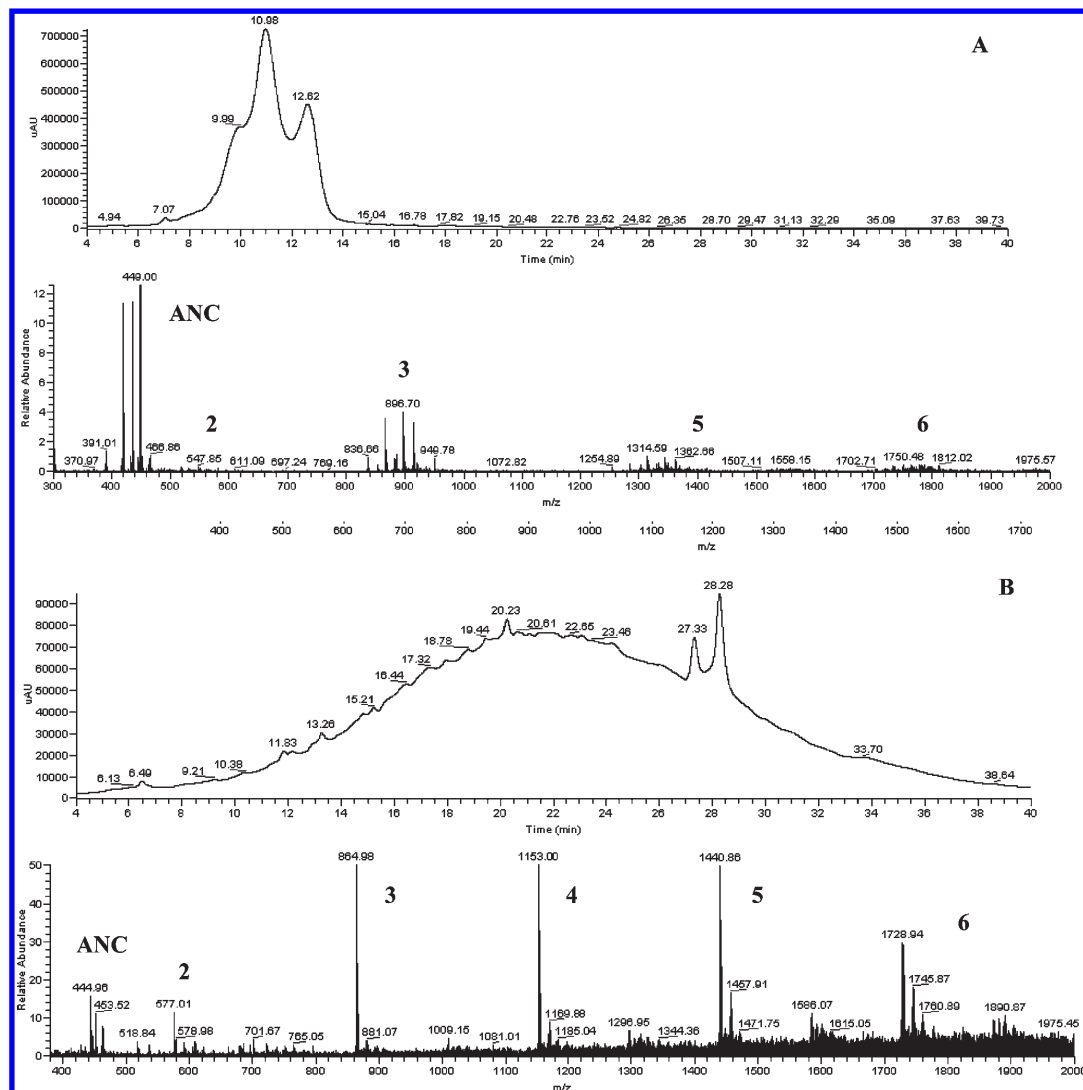 10.98
A
700000
600000
12.62
500000
400000
9.99
uAU
300000
200000
100000
4.94 7.07 15.04 16.78 17.82 19.15 20.48 22.76 23.52 24.82 26.35 28.70 29.47 31.13 32.29 35.09 37.63 39.73
0
4 6 8 10 12 14 16 18 20 22 24 26 28 30 32 34 36 38 40
Time (min)
449.00
12
ANC
10
8
Relative Abundance
3
6
896.70
4
2 5 6
2
391.01 466.86 836.66 949.78 1314.59 1362.66 1750.48
370.97 547.85 611.09 697.24 769.16 1072.82 1254.89 1507.11 1558.15 1702.71 1812.02 1975.57
0
300 400 500 600 700 800 900 1000 1100 1200 1300 1400 1500 1600 1700 1800 1900 2000
m/z
400 500 600 700 800 900 1000 1100 1200 1300 1400 1500 1600 1700
m/z
B
28.28
90000
20.23
80000
19.44 20.61 22.65 23.46 27.33
70000
18.78
60000
17.32
uAU
50000
16.44
40000
15.21
30000
13.26
20000
11.83 33.70
10000
6.13 6.49 9.21 10.38 38.64
0
4 6 8 10 12 14 16 18 20 22 24 26 28 30 32 34 36 38 40
Time (min)
864.98 1153.00 1440.86
50
3 4 5
40
6
Relative Abundance
30
ANC 1728.94
2
20
444.96 1457.91 1745.87
577.01
453.52
10
1169.88 1586.07 1760.89 1890.87
518.84 578.98 701.67 765.05 881.07 1009.15 1081.01 1185.04 1296.95 1344.36 1471.75 1615.05 1975.45
0
400 500 600 700 800 900 1000 1100 1200 1300 1400 1500 1600 1700 1800 1900 2000
m/z